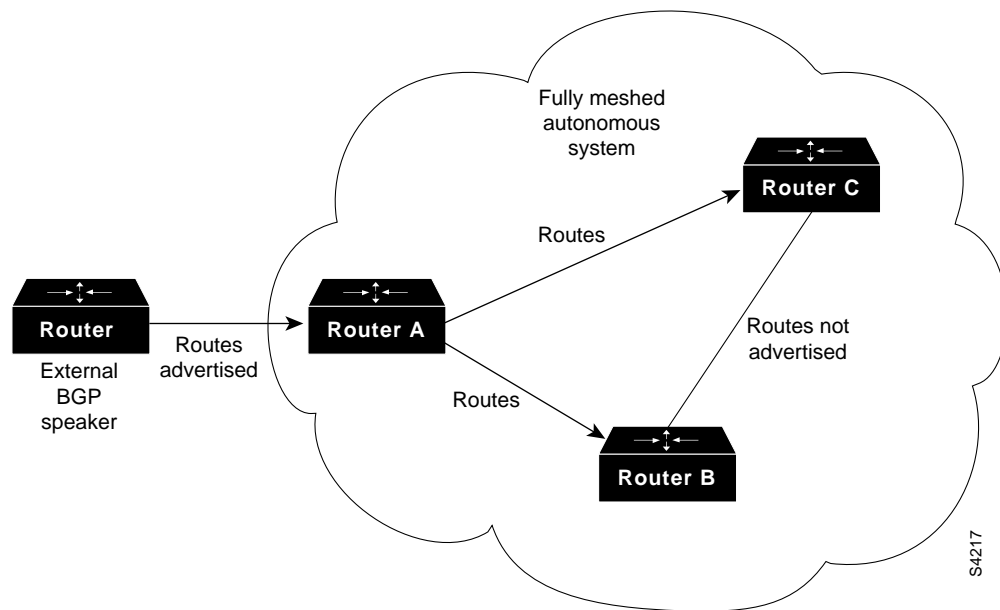 Fully meshed
autonomous
system
Router C
Routes
Router
Router A
Routes
advertised
Routes not
advertised
External
BGP
speaker
Routes
Router B
S4217